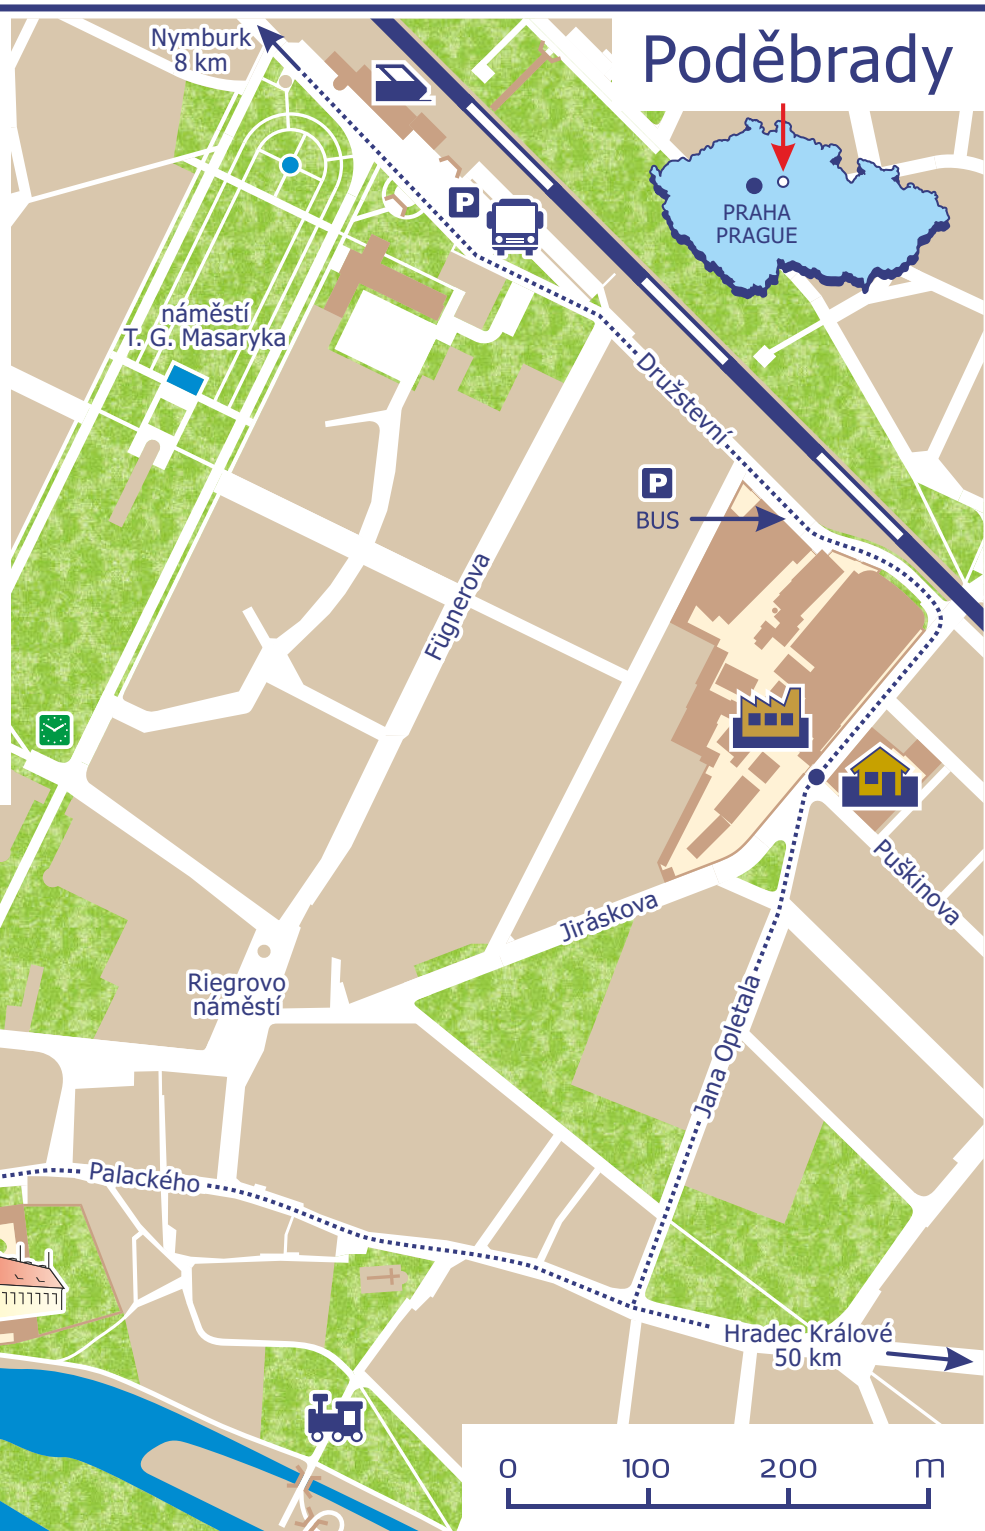 Poděbrady
Nymburk
8 km
P
PRAHA
PRAGUE
náměstí
T. G. Masaryka
Družstevní
P
BUS
Fügnerova
Puškinova
Jiráskova
Riegrovo
náměstí
Jana Opletala
Palackého
Hradec Králové
50 km
0 100 200 m